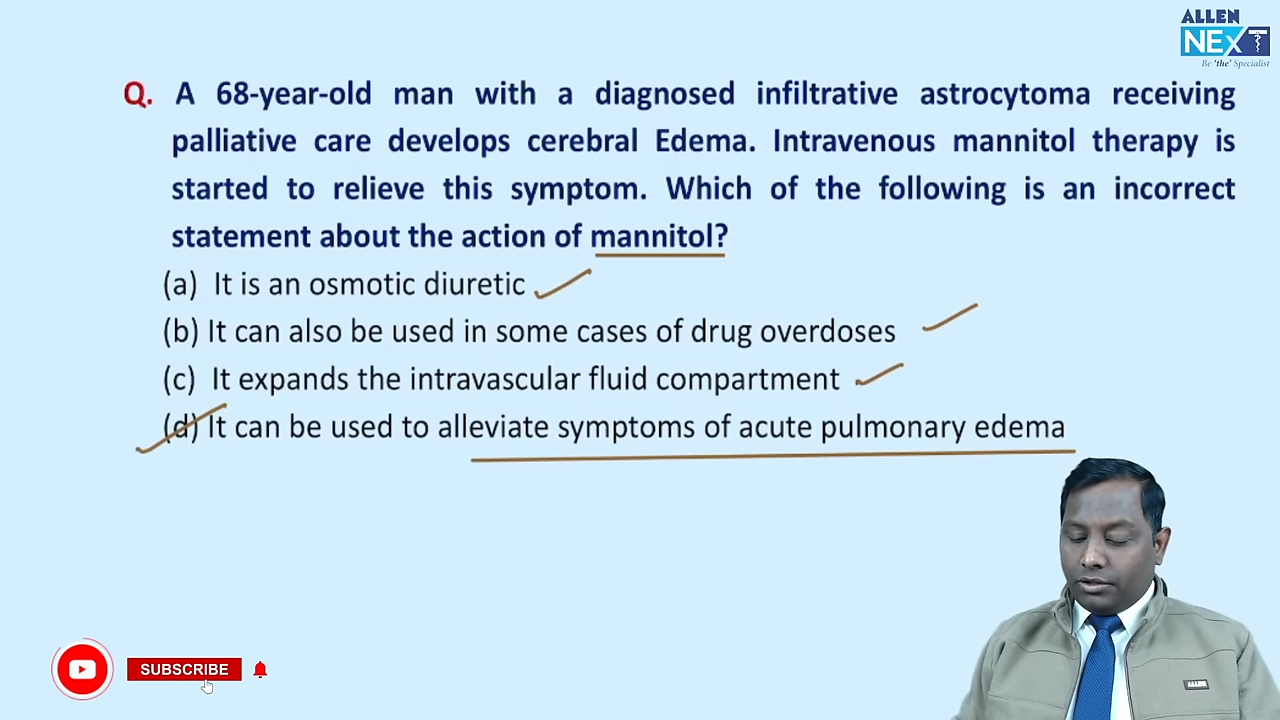 ALLEN
NEXT
Be 'the' Specialist
Q. A 68-year-old man with a diagnosed infiltrative astrocytoma receiving
palliative care develops cerebral Edema. Intravenous mannitol therapy is
started to relieve this symptom. Which of the following is an incorrect
statement about the action of mannitol?
(a) It is an osmotic diuretic
(b) It can also be used in some cases of drug overdoses
(c) It expands the intravascular fluid compartment
(d) It can be used to alleviate symptoms of acute pulmonary edema
SUBSCRIBE
ALLEN